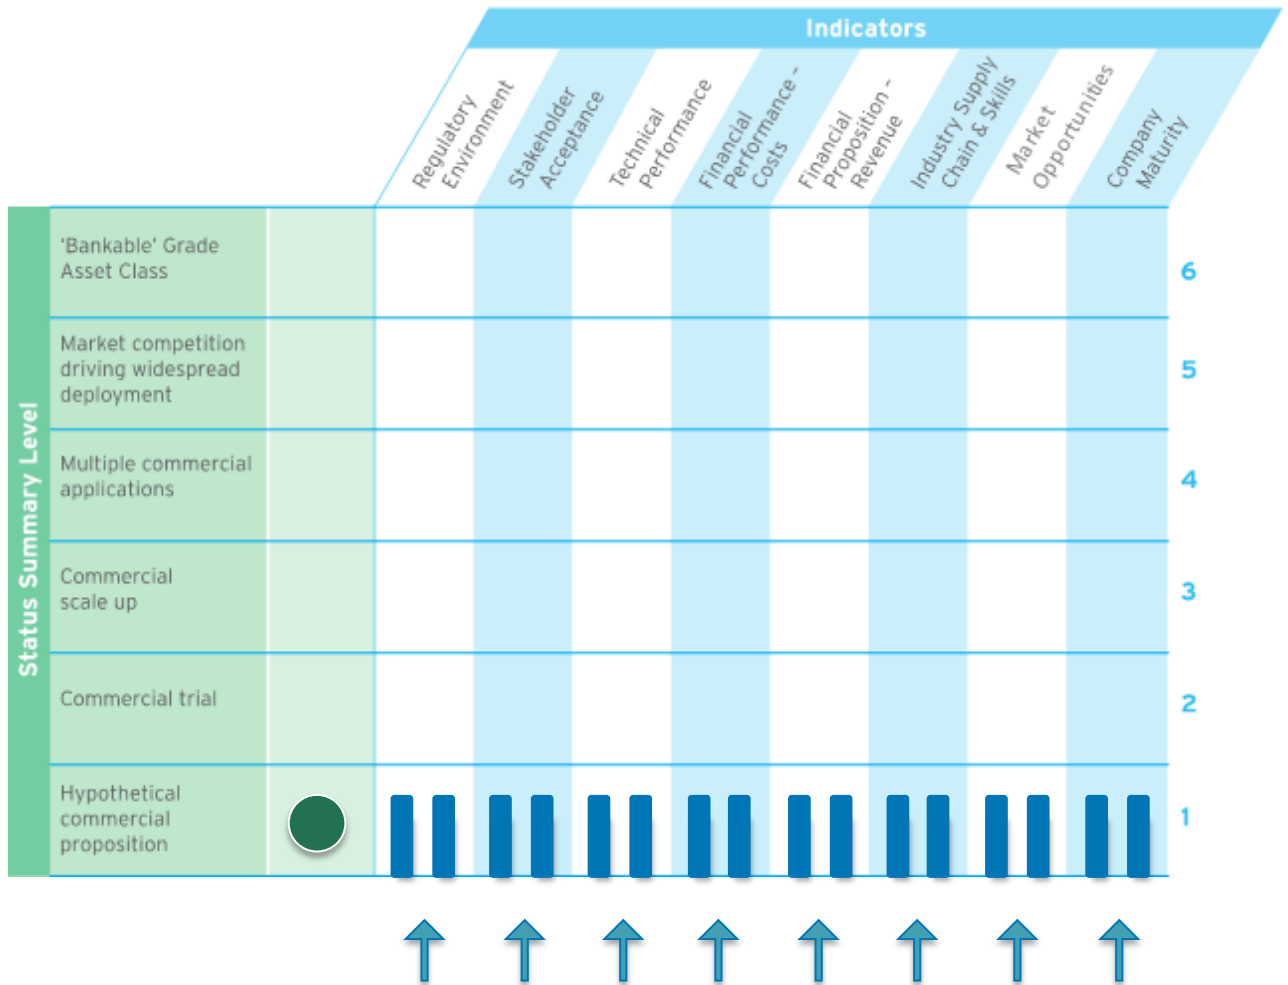 Indicators
Regulatory
Environment
Stakeholder
Acceptance
Technical
Performance
Financial
Performance –
Costs
Financial
Proposition –
Revenue
Industry Supply
Chain & Skills
Market
Opportunities
Company
Maturity
Status Summary Level
‘Bankable’ Grade
Asset Class
6
Market competition
driving widespread
deployment
5
Multiple commercial
applications
4
Commercial
scale up
3
Commercial trial
2
Hypothetical
commercial
proposition
1